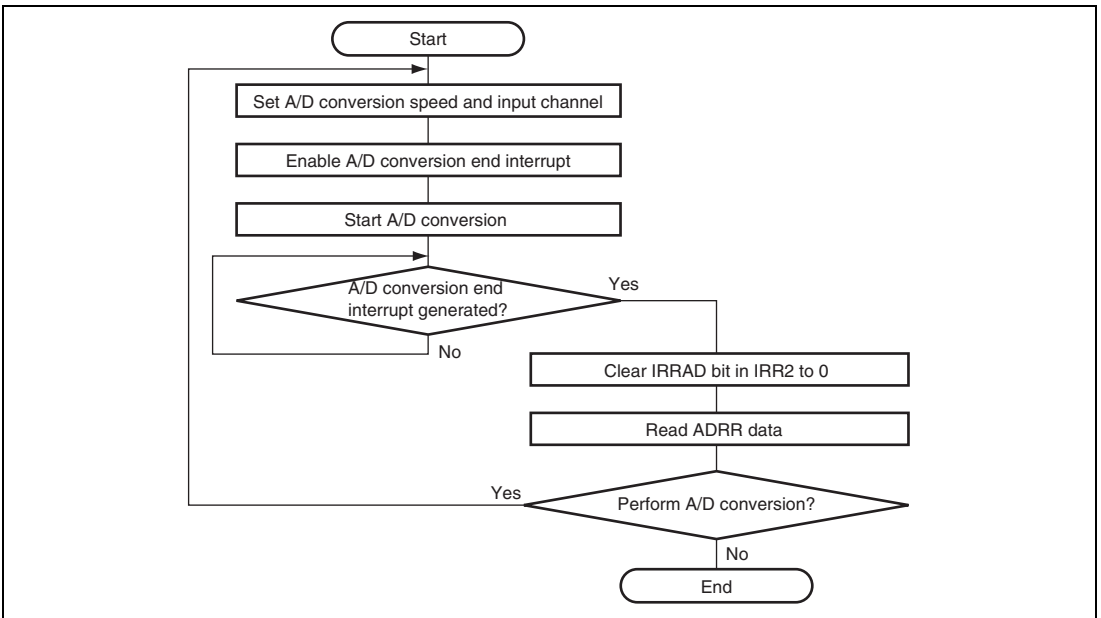 Start
Set A/D conversion speed and input channel
Enable A/D conversion end interrupt
Start A/D conversion
A/D conversion end
interrupt generated?
Yes
No
Clear IRRAD bit in IRR2 to 0
Read ADRR data
Yes
Perform A/D conversion?
No
End